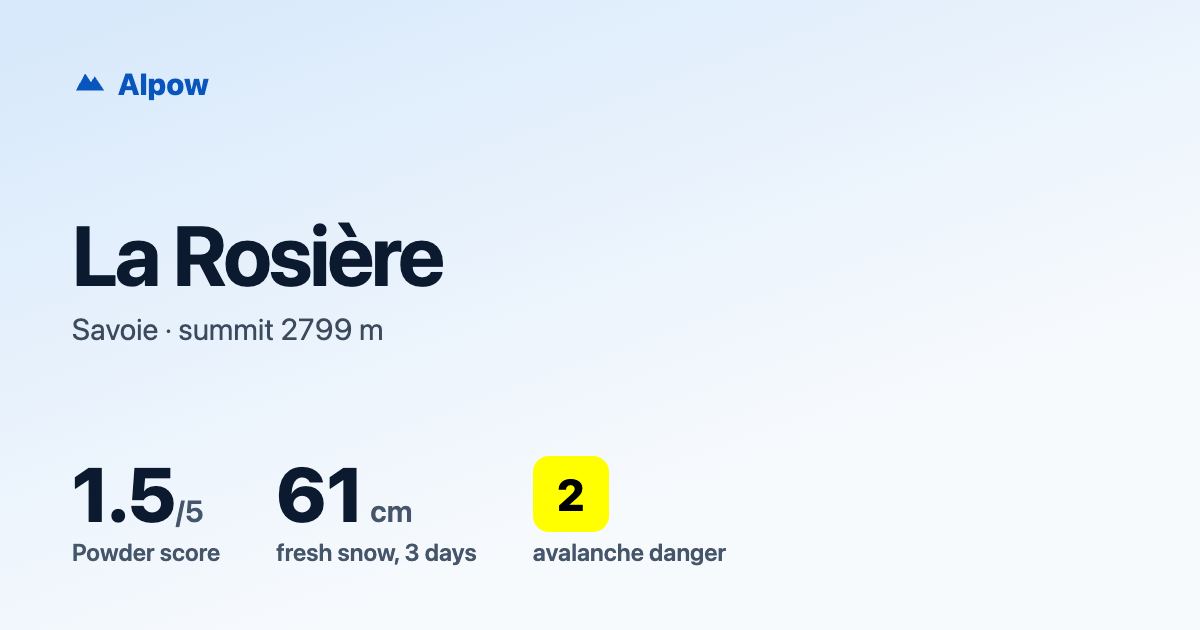 Alpow
La Rosière
Savoie · summit 2799 m
1.5/5
Powder score
61 cm
fresh snow, 3 days
2
avalanche danger